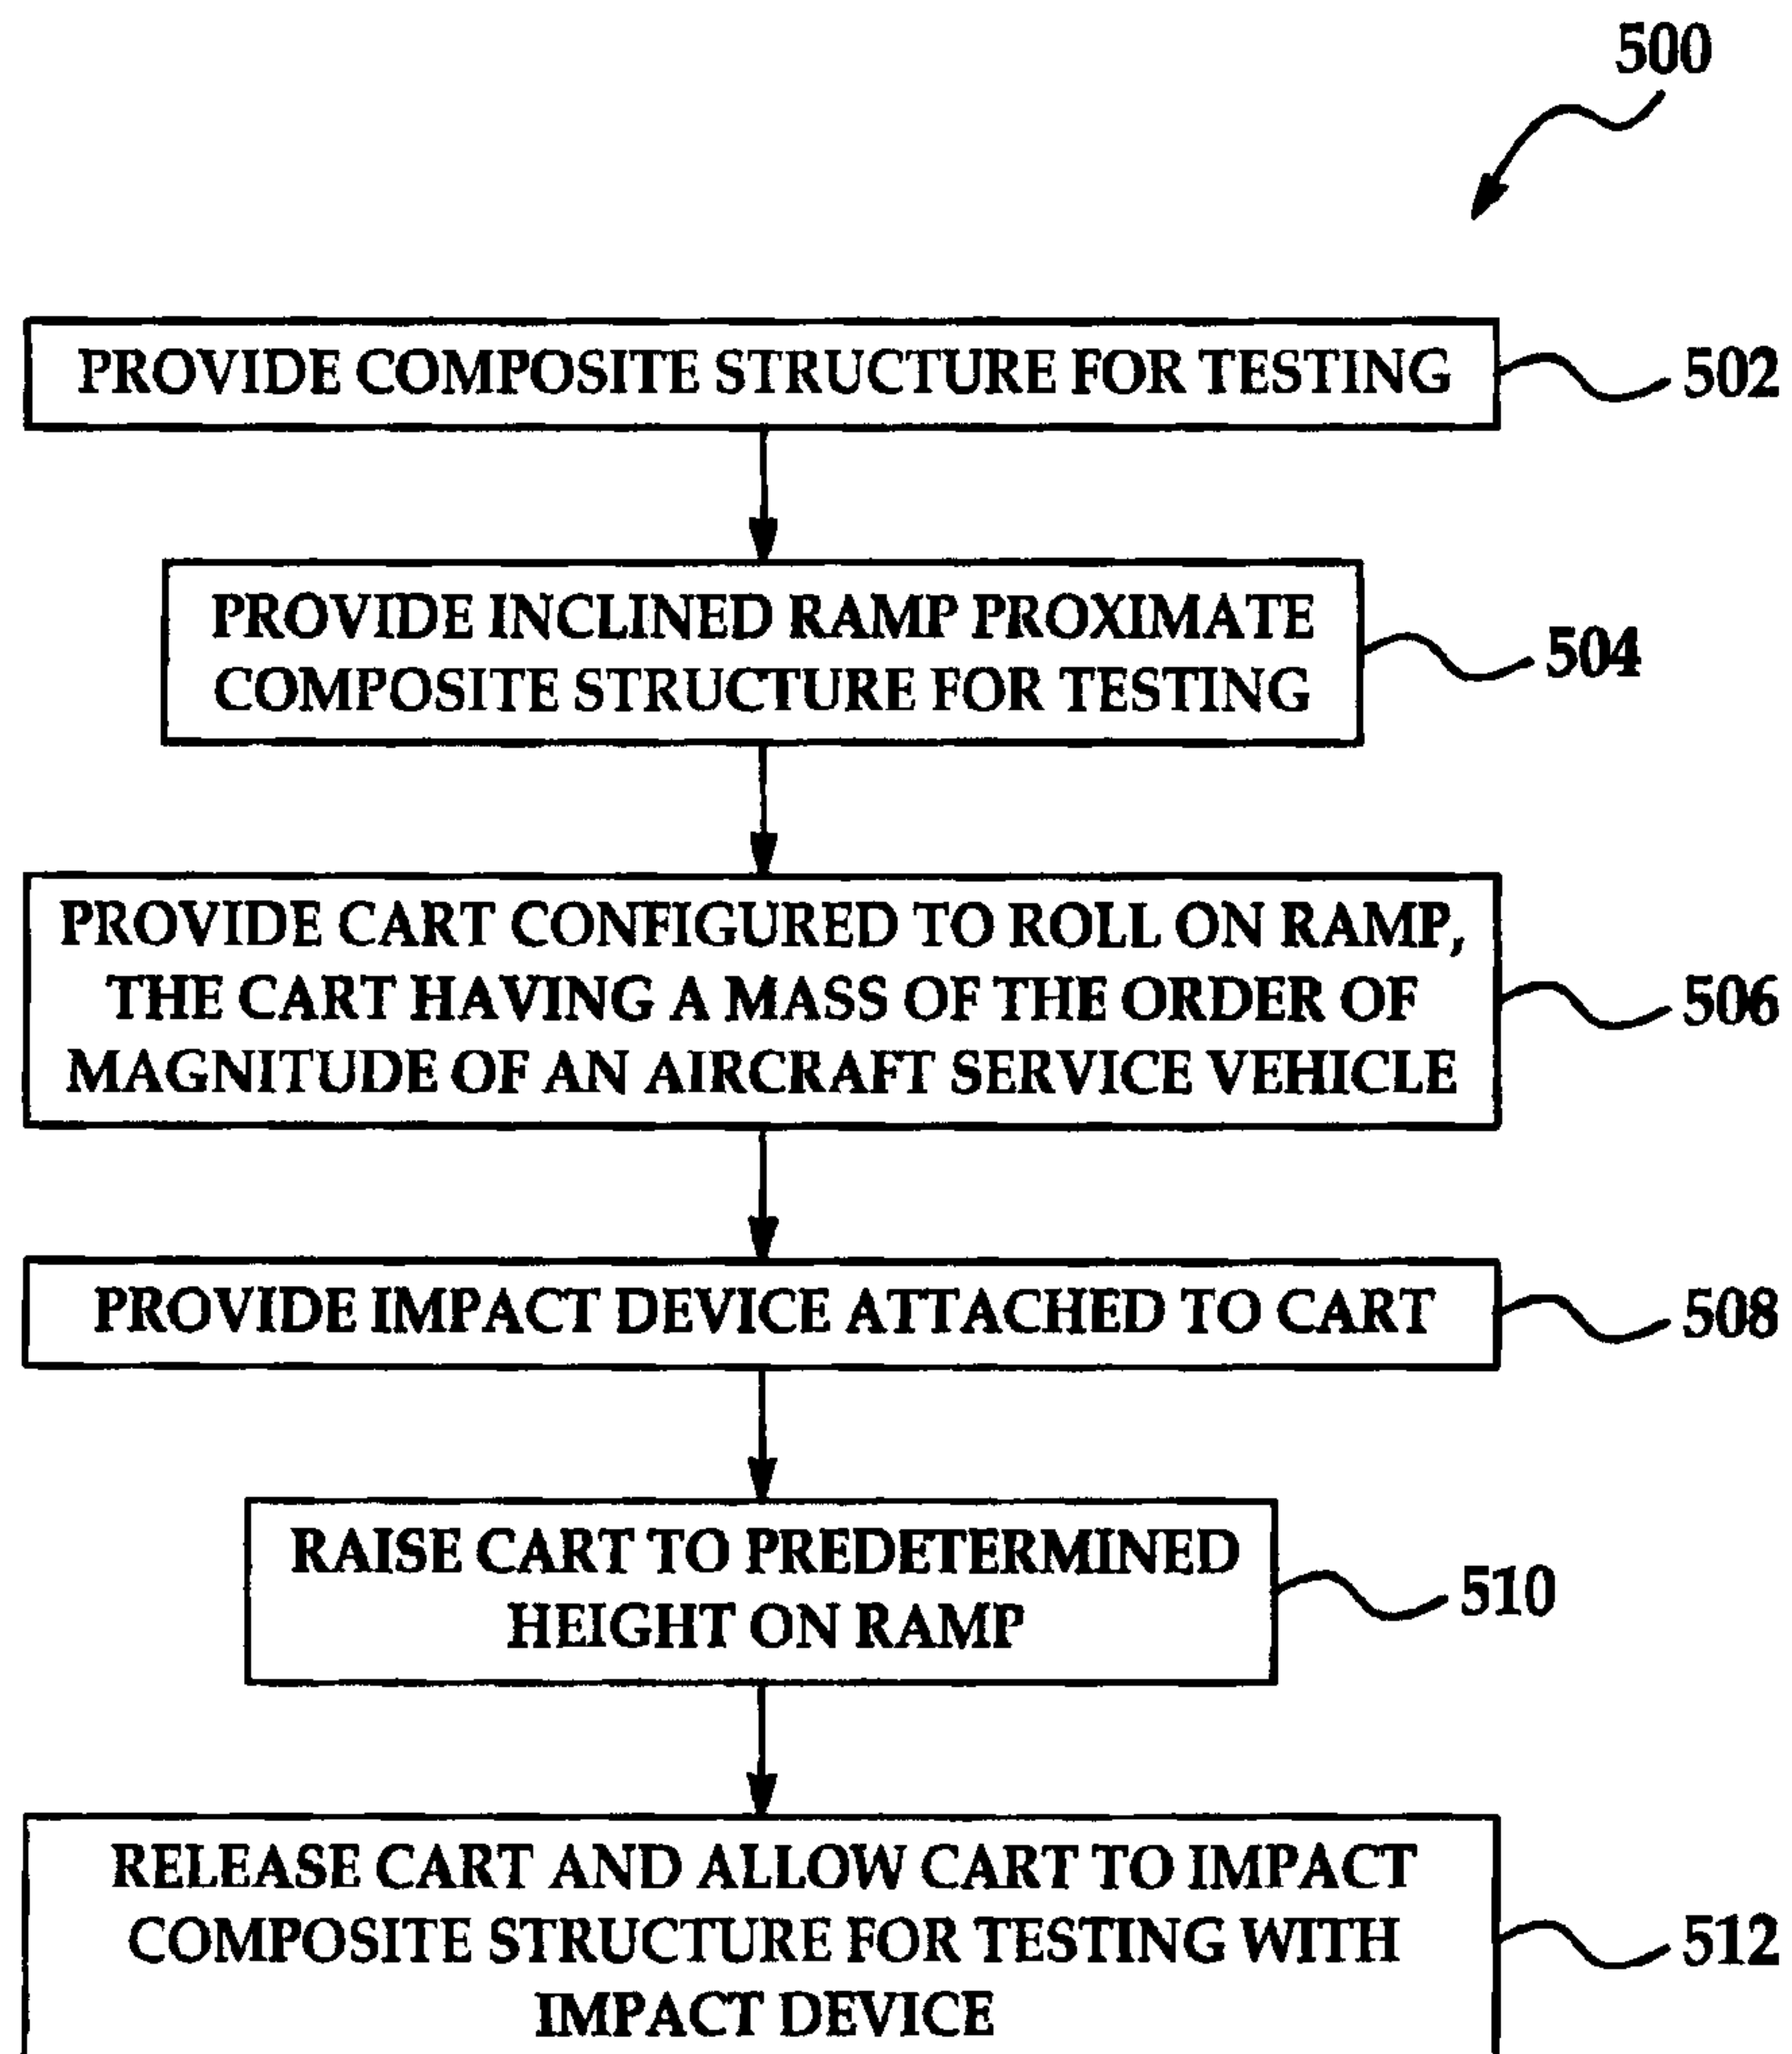 500
PROVIDE COMPOSITE STRUCTURE FOR TESTING
502
PROVIDE INCLINED RAMP PROXIMATE
COMPOSITE STRUCTURE FOR TESTING
504
PROVIDE CART CONFIGURED TO ROLL ON RAMP,
THE CART HAVING A MASS OF THE ORDER OF
MAGNITUDE OF AN AIRCRAFT SERVICE VEHICLE
506
PROVIDE IMPACT DEVICE ATTACHED TO CART
508
RAISE CART TO PREDETERMINED
HEIGHT ON RAMP
510
RELEASE CART AND ALLOW CART TO IMPACT
COMPOSITE STRUCTURE FOR TESTING WITH
IMPACT DEVICE
512